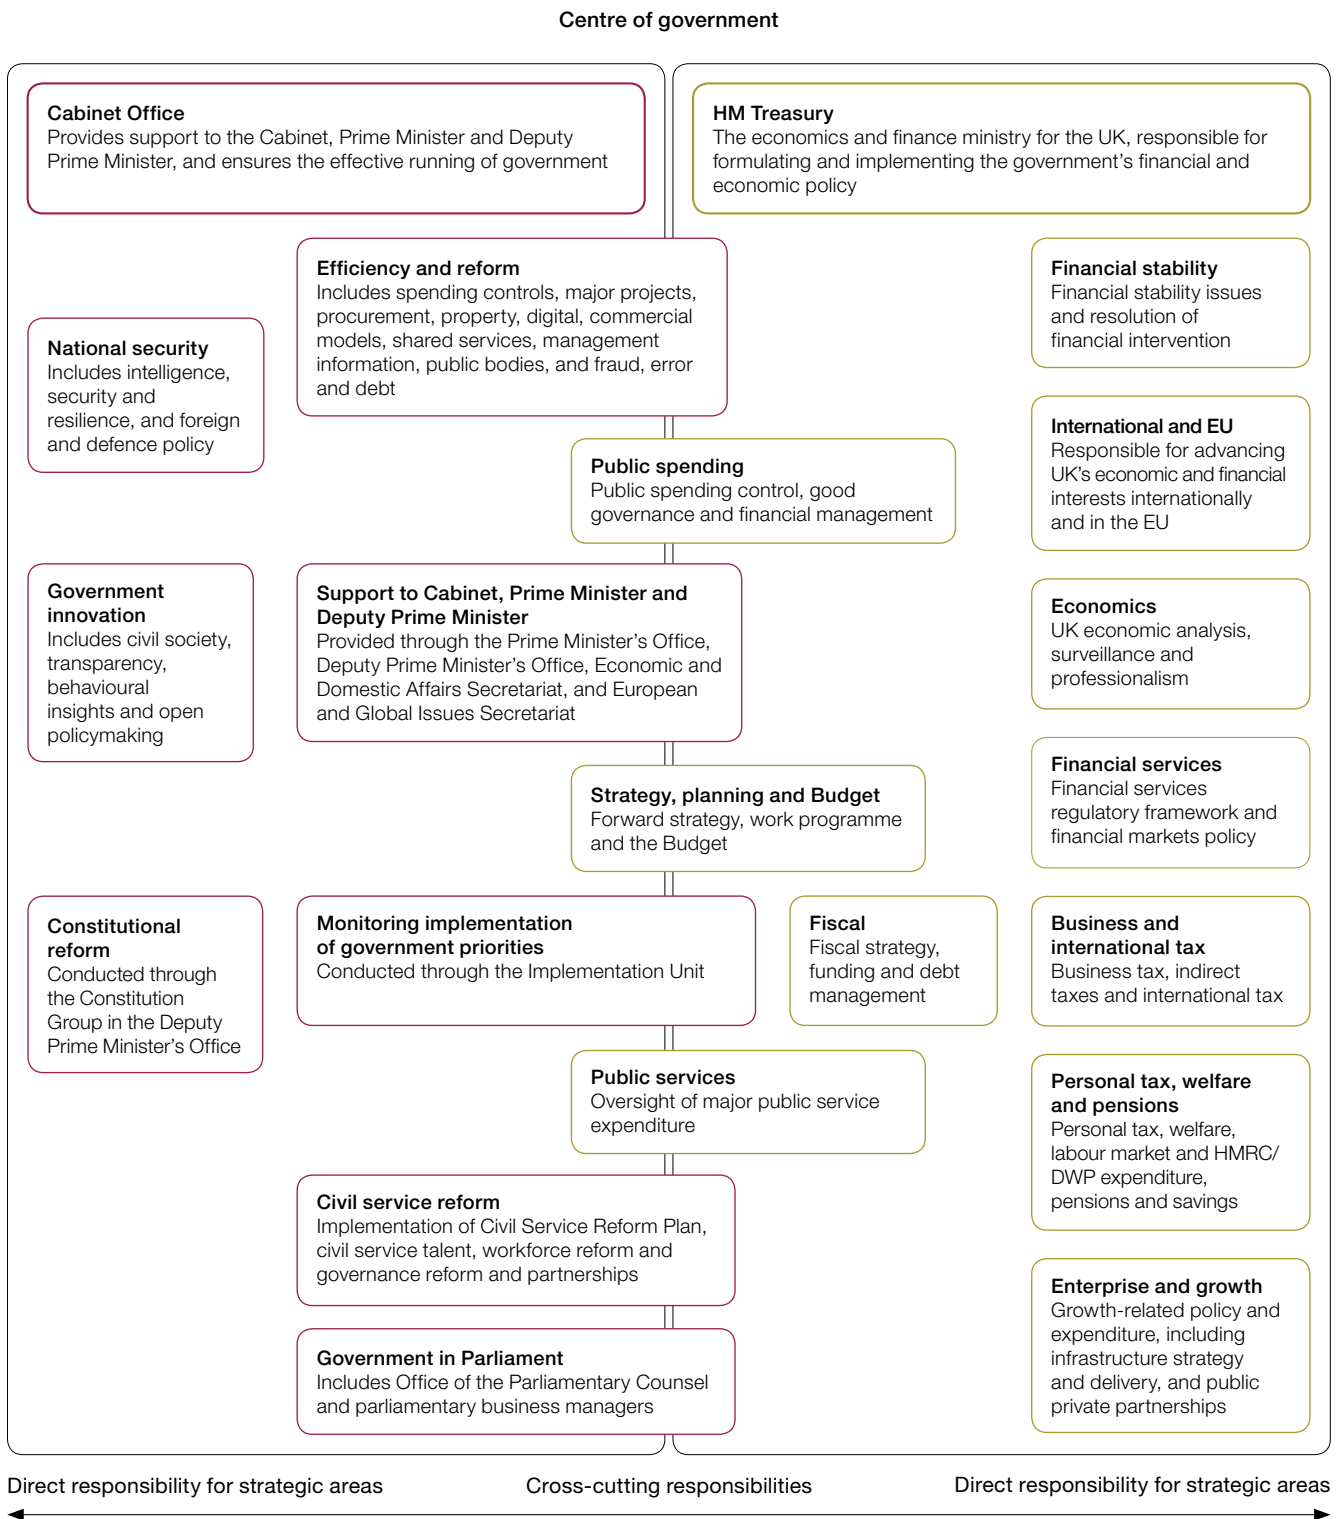 Centre of government
Cabinet Office
Provides support to the Cabinet, Prime Minister and Deputy
Prime Minister, and ensures the effective running of government
HM Treasury
The economics and finance ministry for the UK, responsible for
formulating and implementing the government's financial and
economic policy
Efficiency and reform
Includes spending controls, major projects,
procurement, property, digital, commercial
models, shared services, management
information, public bodies, and fraud, error
and debt
Financial stability
Financial stability issues
and resolution of
financial intervention
National security
Includes intelligence,
security and
resilience, and foreign
and defence policy
International and EU
Responsible for advancing
UK's economic and financial
interests internationally
and in the EU
Public spending
Public spending control, good
governance and financial management
Government
innovation
Includes civil society,
transparency,
behavioural
insights and open
policymaking
Support to Cabinet, Prime Minister and
Deputy Prime Minister
Provided through the Prime Minister's Office,
Deputy Prime Minister's Office, Economic and
Domestic Affairs Secretariat, and European
and Global Issues Secretariat
Economics
UK economic analysis,
surveillance and
professionalism
Strategy, planning and Budget
Forward strategy, work programme
and the Budget
Financial services
Financial services
regulatory framework and
financial markets policy
Constitutional
reform
Conducted through
the Constitution
Group in the Deputy
Prime Minister's Office
Monitoring implementation
of government priorities
Conducted through the Implementation Unit
Fiscal
Fiscal strategy,
funding and debt
management
Business and
international tax
Business tax, indirect
taxes and international tax
Public services
Oversight of major public service
expenditure
Personal tax, welfare
and pensions
Personal tax, welfare,
labour market and HMRC/
DWP expenditure,
pensions and savings
Civil service reform
Implementation of Civil Service Reform Plan,
civil service talent, workforce reform and
governance reform and partnerships
Enterprise and growth
Growth-related policy and
expenditure, including
infrastructure strategy
and delivery, and public
private partnerships
Government in Parliament
Includes Office of the Parliamentary Counsel
and parliamentary business managers
Direct responsibility for strategic areas
Cross-cutting responsibilities
Direct responsibility for strategic areas